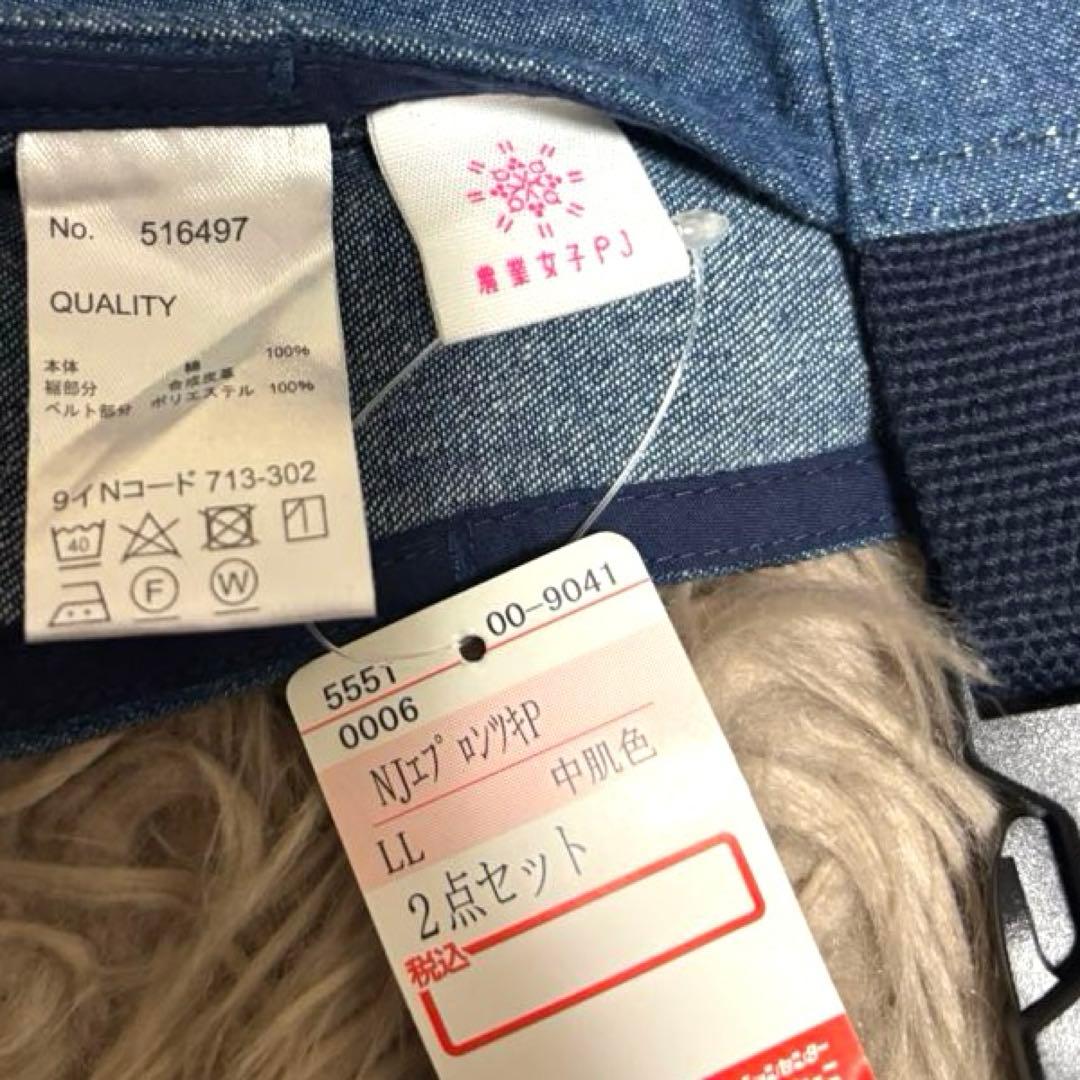 No. 516497
QUALITY
本体 綿 100%
裾部分 合成皮革
ベルト部分 ポリエステル 100%
9イNコード 713-302
40
F W
農業女子PJ
5551 00-9041
0006
NJｴﾌﾟﾛﾝﾂｷP
中肌色
LL
2点セット
税込